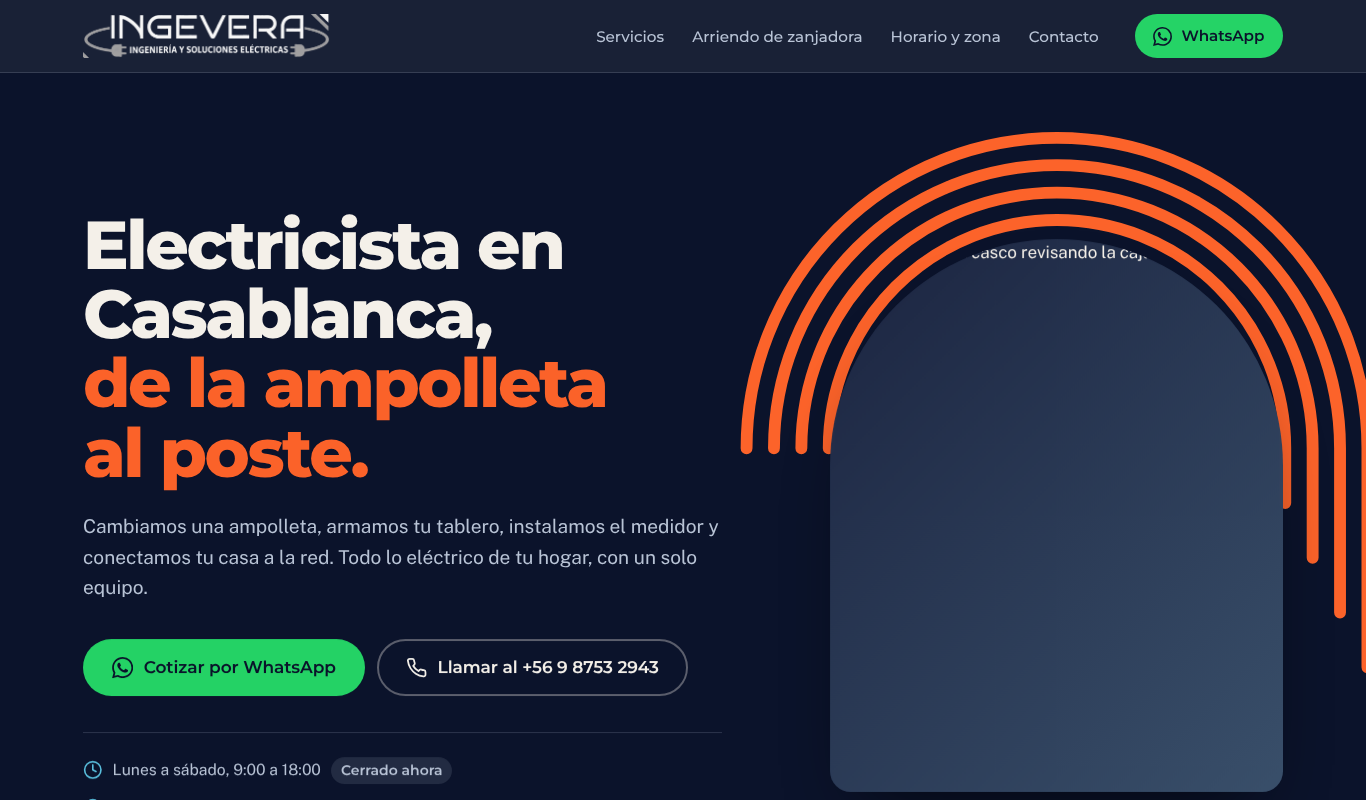 INGEVERA
INGENIERÍA Y SOLUCIONES ELÉCTRICAS
Servicios
Arriendo de zanjadora
Horario y zona
Contacto
WhatsApp
Electricista en
Casablanca,
de la ampolleta
al poste.
casco revisando la
Cambiamos una ampolleta, armamos tu tablero, instalamos el medidor y
conectamos tu casa a la red. Todo lo eléctrico de tu hogar, con un solo
equipo.
Cotizar por WhatsApp
Llamar al +56 9 8753 2943
Lunes a sábado, 9:00 a 18:00
Cerrado ahora